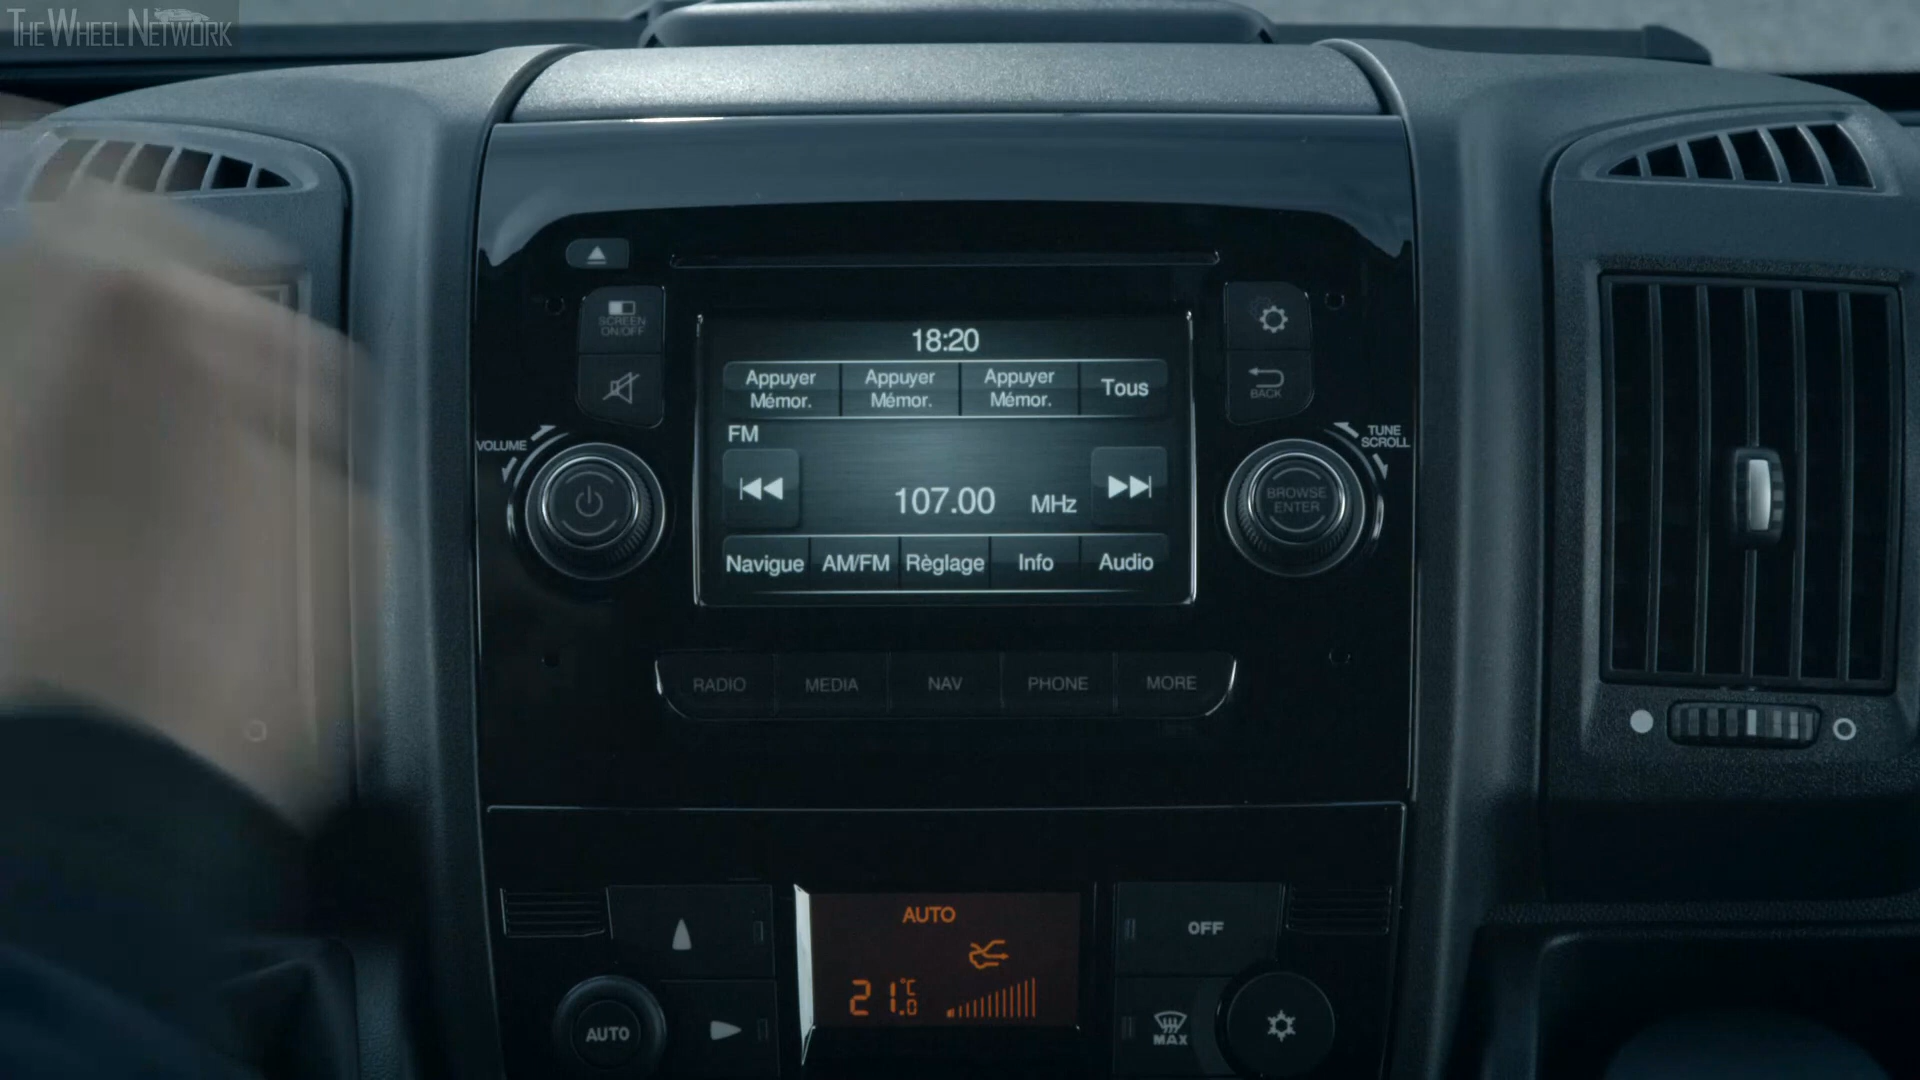 THE WHEEL NETWORK
SCREEN
ON/OFF
18:20
Appuyer
Mémor.
Appuyer
Mémor.
Appuyer
Mémor.
Tous
BACK
VOLUME
FM
TUNE
SCROLL
107.00 MHz
BROWSE
ENTER
Navigue AM/FM Règlage Info Audio
RADIO MEDIA NAV PHONE MORE
AUTO
OFF
21.0 °C
AUTO
MAX